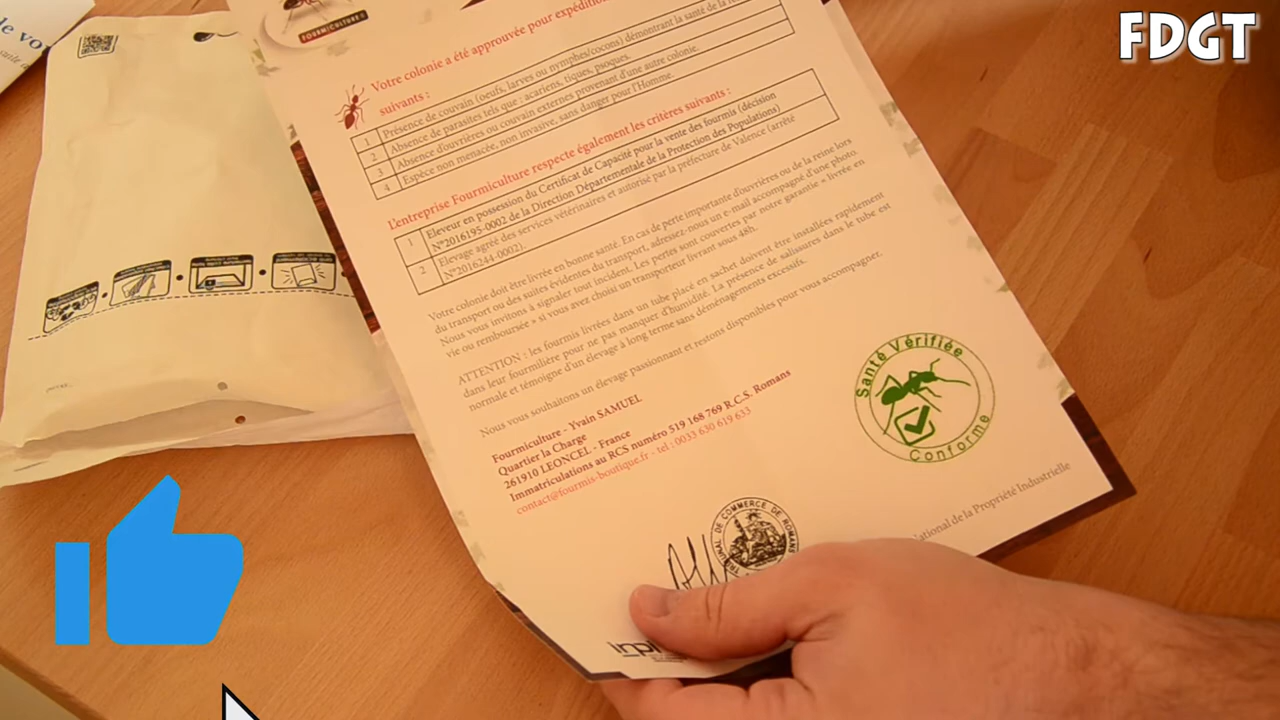 FDGT
de vo
FOURMICULTURE
Votre colonie a été approuvée pour expédition
suivants :
1 Présence de couvain (oeufs, larves ou nymphes/cocons) démontrant la santé de la
2 Absence de parasites tels que : acariens, tiques, psoques.
3 Absence d'ouvrières ou couvain externes provenant d'une autre colonie.
4 Espèce non menacée, non invasive, sans danger pour l'Homme.
L'entreprise Fourmiculture respecte également les critères suivants :
1 Eleveur en possession du Certificat de Capacité pour la vente des fourmis (décision
N°2016195-0002 de la Direction Départementale de la Protection des Populations)
2 Elevage agréé des services vétérinaires et autorisé par la préfecture de Valence (arrêté
N°2016244-0002).
Votre colonie doit être livrée en bonne santé. En cas de perte importante d'ouvrières ou de la reine lors
du transport ou des suites évidentes du transport, adressez-nous un e-mail accompagné d'une photo.
Nous vous invitons à signaler tout incident. Les pertes sont couvertes par notre garantie « livrée en
vie ou remboursée » si vous avez choisi un transporteur livrant sous 48h.
ATTENTION : les fourmis livrées dans un tube placé en sachet doivent être installées rapidement
dans leur fourmilière pour ne pas manquer d'humidité. La présence de salissures dans le tube est
normale et témoigne d'un élevage à long terme sans déménagements excessifs.
Nous vous souhaitons un élevage passionnant et restons disponibles pour vous accompagner.
Fourmiculture - Yvain SAMUEL
Quartier la Charge
261910 LEONCEL - France
Immatriculations au RCS numéro 519 168 769 R.C.S. Romans
contact@fourmis-boutique.fr - tel : 0033 630 619 633
Santé Vérifiée
Conforme
TRIBUNAL DE COMMERCE DE ROMANS
National de la Propriété Industrielle
inpi